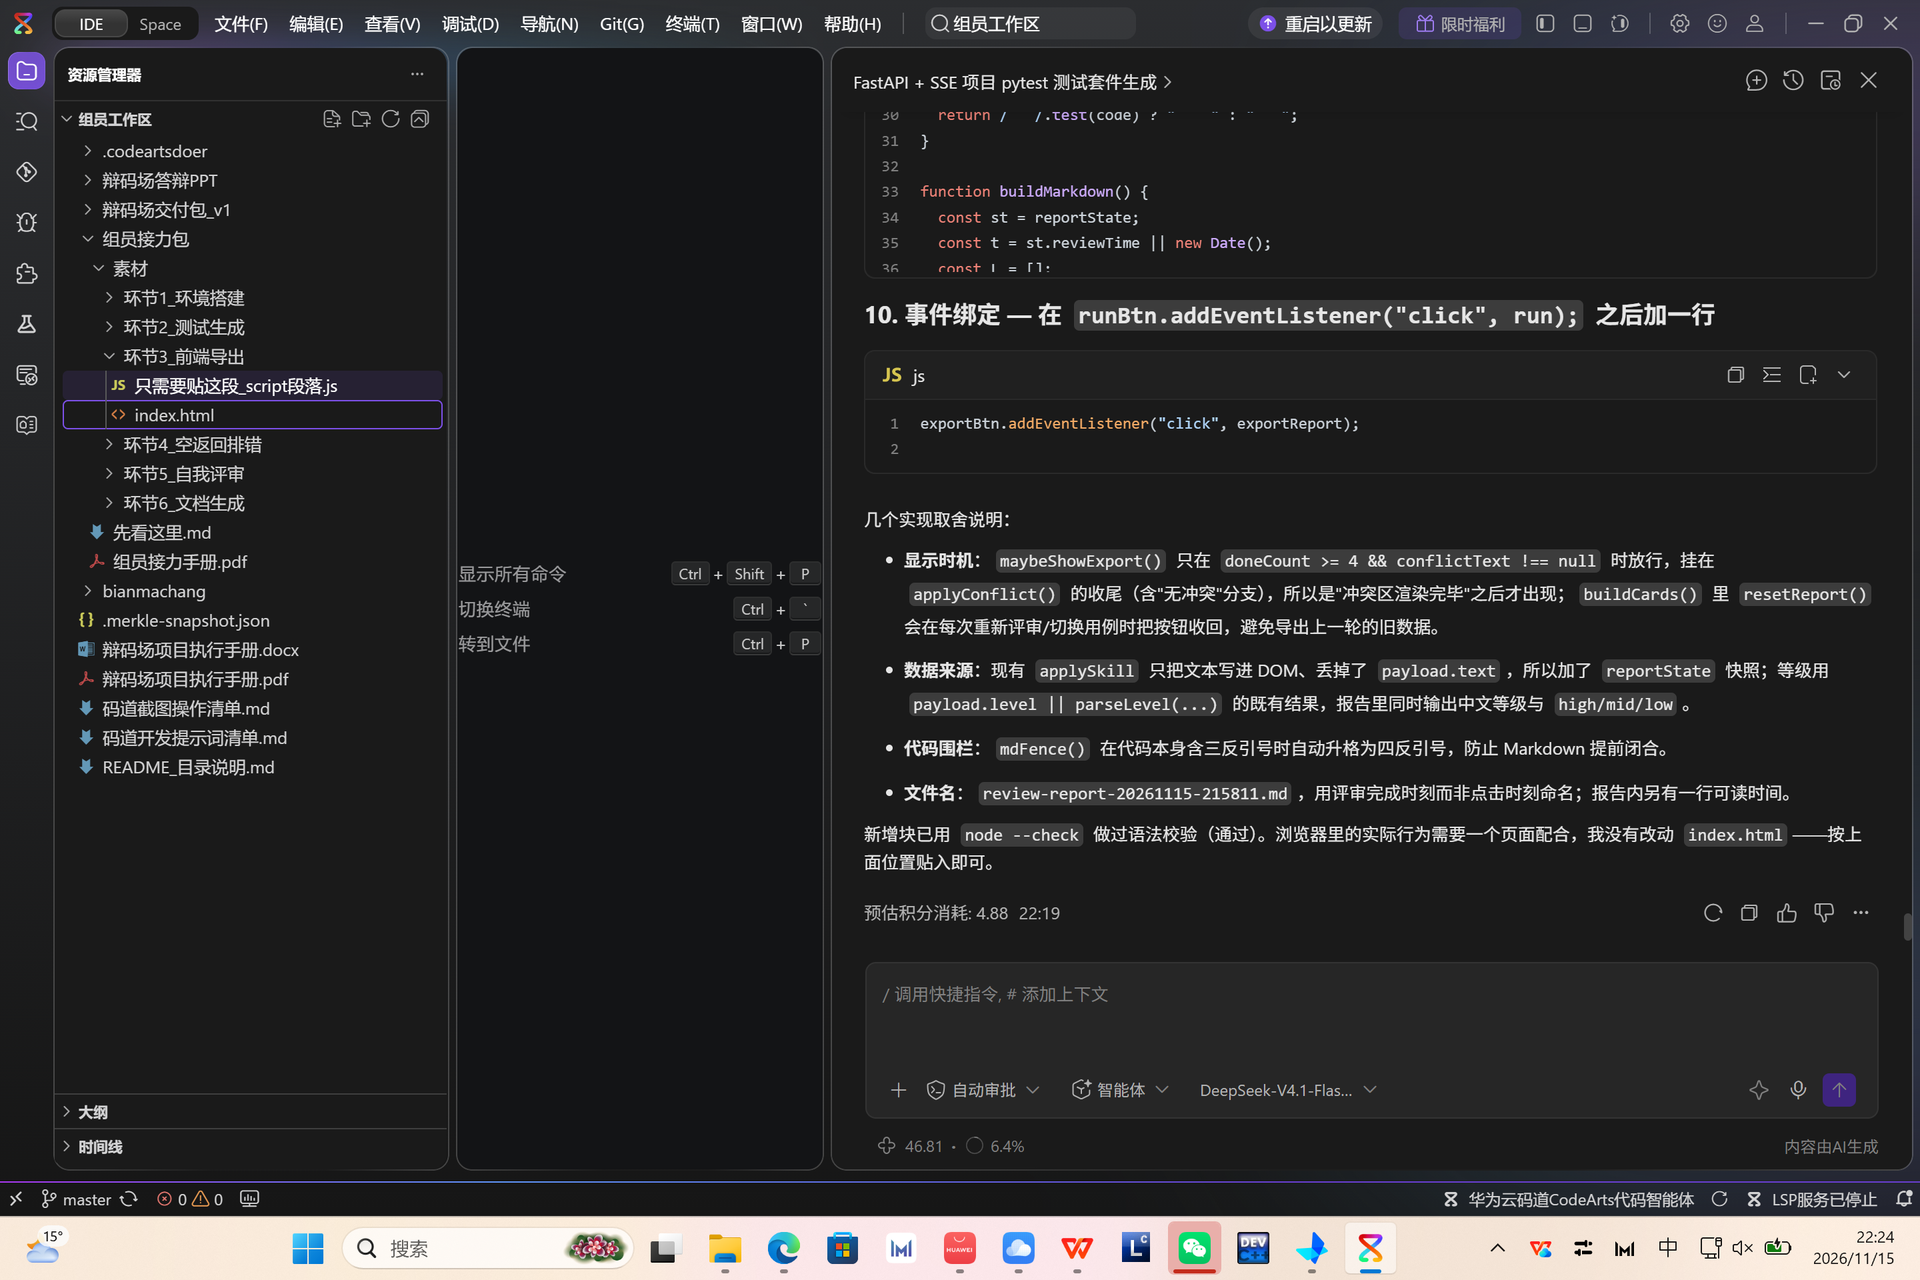 IDE
Space
文件(F)
编辑(E)
查看(V)
调试(D)
导航(N)
Git(G)
终端(T)
窗口(W)
帮助(H)
组员工作区
重启以更新
限时福利
资源管理器
组员工作区
.codeartsdoer
辩码场答辩PPT
辩码场交付包_v1
组员接力包
素材
环节1_环境搭建
环节2_测试生成
环节3_前端导出
JS 只需要贴这段_script段落.js
index.html
环节4_空返回排错
环节5_自我评审
环节6_文档生成
先看这里.md
组员接力手册.pdf
bianmachang
.merkle-snapshot.json
辩码场项目执行手册.docx
辩码场项目执行手册.pdf
码道截图操作清单.md
码道开发提示词清单.md
README_目录说明.md
大纲
时间线
显示所有命令 Ctrl + Shift + P
切换终端 Ctrl + `
转到文件 Ctrl + P
FastAPI + SSE 项目 pytest 测试套件生成
31 }
32
33 function buildMarkdown() {
34 const st = reportState;
35 const t = st.reviewTime || new Date();
36 const L = [];
10. 事件绑定 — 在 runBtn.addEventListener("click", run); 之后加一行
JS js
1 exportBtn.addEventListener("click", exportReport);
2
几个实现取舍说明：
• 显示时机： maybeShowExport() 只在 doneCount >= 4 && conflictText !== null 时放行，挂在
applyConflict() 的收尾（含"无冲突"分支），所以是"冲突区渲染完毕"之后才出现； buildCards() 里 resetReport()
会在每次重新评审/切换用例时把按钮收回，避免导出上一轮的旧数据。
• 数据来源：现有 applySkill 只把文本写进 DOM、丢掉了 payload.text ，所以加了 reportState 快照；等级用
payload.level || parseLevel(...) 的既有结果，报告里同时输出中文等级与 high/mid/low 。
• 代码围栏： mdFence() 在代码本身含三反引号时自动升格为四反引号，防止 Markdown 提前闭合。
• 文件名： review-report-20261115-215811.md ，用评审完成时刻而非点击时刻命名；报告内另有一行可读时间。
新增块已用 node --check 做过语法校验（通过）。浏览器里的实际行为需要一个页面配合，我没有改动 index.html ——按上
面位置贴入即可。
预估积分消耗: 4.88 22:19
/ 调用快捷指令, # 添加上下文
自动审批
智能体
DeepSeek-V4.1-Flas...
46.81 · 6.4%
内容由AI生成
master
0
0
华为云码道CodeArts代码智能体
LSP服务已停止
15°
搜索
HUAWEI
DEV
C++
中
22:24
2026/11/15